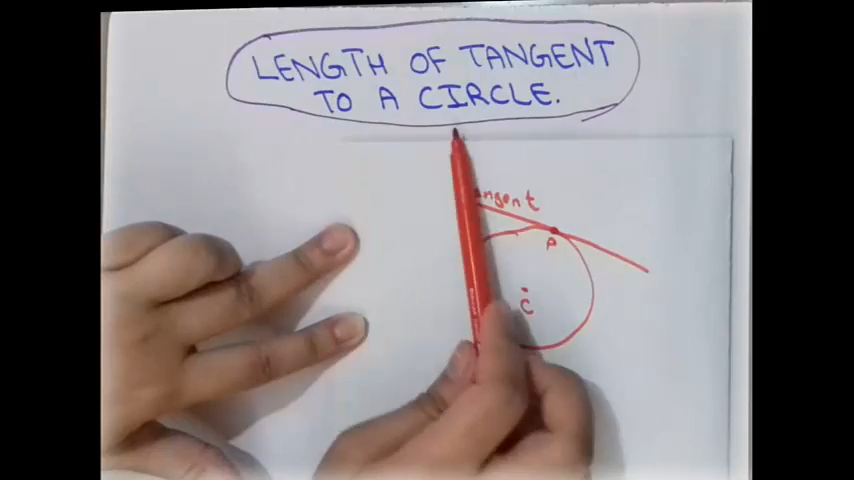 LENGTH OF TANGENT
TO A CIRCLE.
P
C